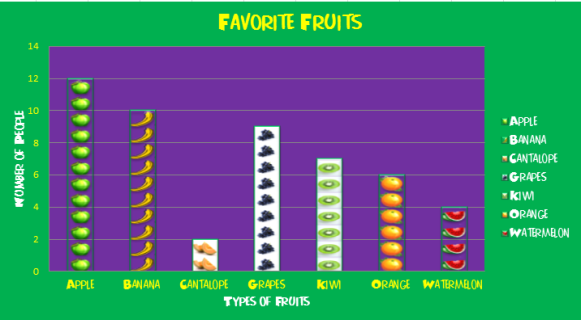 Favorite Fruits
14
12
10
8
6
4
2
0
Number of People
Apple Banana Cantalope Grapes Kiwi Orange Watermelon
Types of Fruits
Apple
Banana
Cantalope
Grapes
Kiwi
Orange
Watermelon